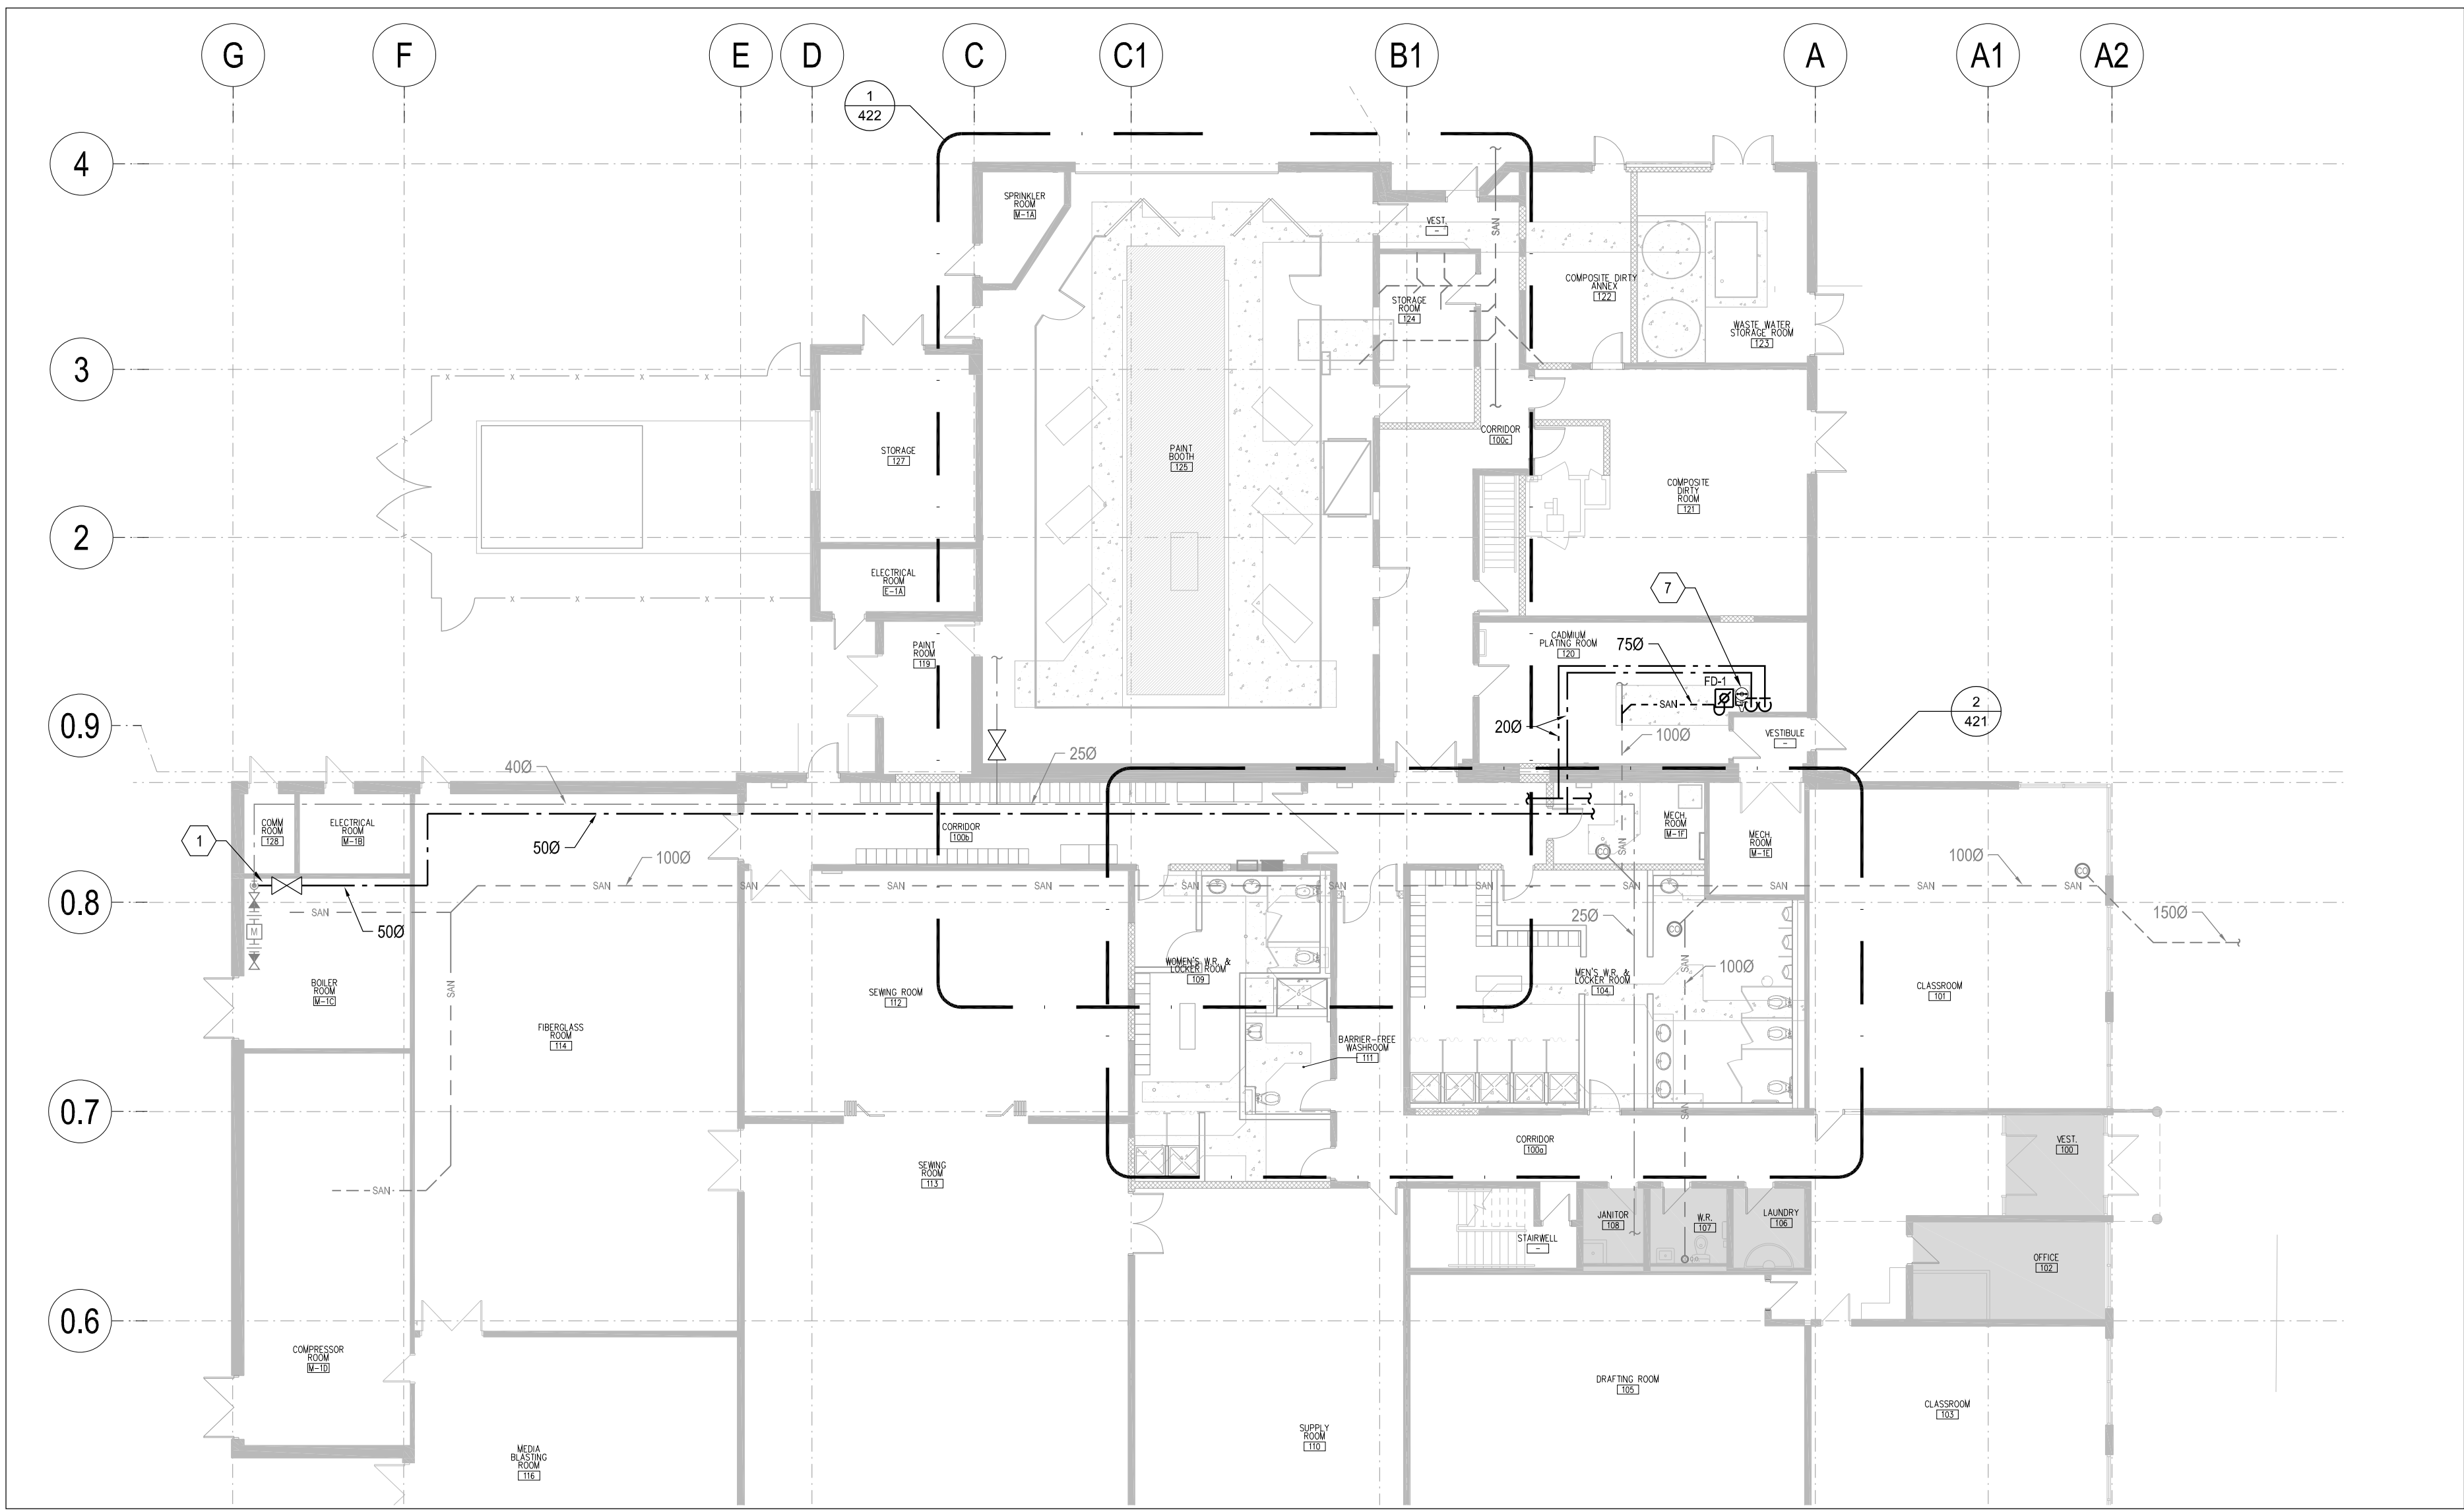 G
F
E
D
C
C1
B1
A
A1
A2
1
422
4
SPRINKLER
ROOM
M-1A
VEST.
-
SAN
COMPOSITE DIRTY
ANNEX
122
STORAGE
ROOM
124
WASTE WATER
STORAGE ROOM
123
3
x x x x x
CORRIDOR
100c
STORAGE
127
PAINT
BOOTH
125
COMPOSITE
DIRTY
ROOM
121
2
ELECTRICAL
ROOM
E-1A
x x x x x
7
CADMIUM
PLATING ROOM
120
75Ø
PAINT
ROOM
119
FD-1
SAN
2
421
0.9
20Ø
100Ø
VESTIBULE
-
40Ø
25Ø
COMM
ROOM
128
ELECTRICAL
ROOM
M-1B
1
50Ø
CORRIDOR
100b
MECH.
ROOM
M-1F
MECH.
ROOM
M-1E
SAN
CO
100Ø
100Ø
CO
0.8
SAN
SAN
SAN
SAN
SAN
SAN
SAN
SAN
SAN
SAN
SAN
SAN
M
50Ø
25Ø
CO
150Ø
WOMEN'S W.R. &
LOCKER ROOM
109
MEN'S W.R. &
LOCKER ROOM
104
SAN
100Ø
BOILER
ROOM
M-1C
SAN
SEWING ROOM
112
CLASSROOM
101
FIBERGLASS
ROOM
114
BARRIER-FREE
WASHROOM
111
0.7
SAN
CORRIDOR
100a
VEST.
100
SEWING
ROOM
113
SAN
JANITOR
108
W.R.
107
LAUNDRY
106
STAIRWELL
-
OFFICE
102
0.6
COMPRESSOR
ROOM
M-1D
DRAFTING ROOM
105
CLASSROOM
103
SUPPLY
ROOM
110
MEDIA
BLASTING
ROOM
116